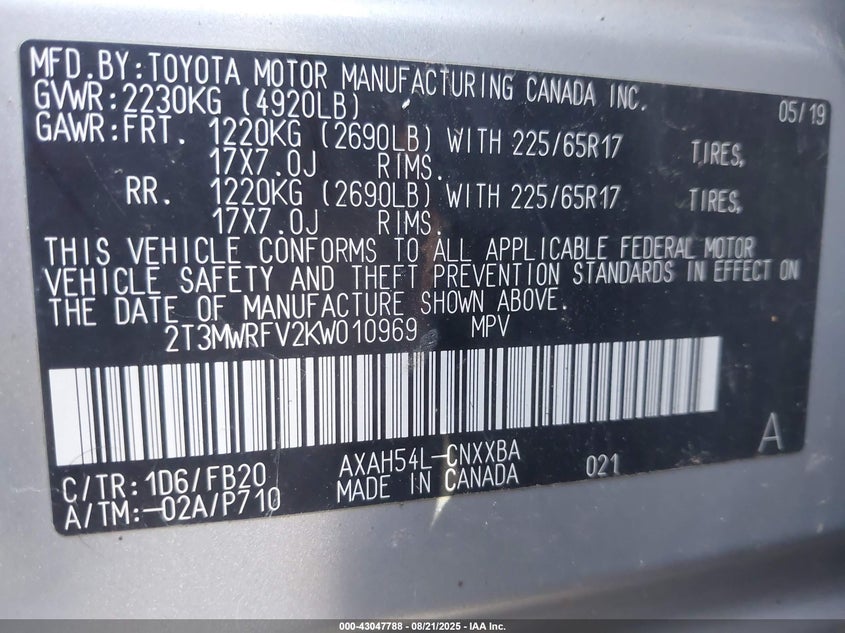 MFD.BY:TOYOTA MOTOR MANUFACTURING CANADA INC. 05/19
GVWR:2230KG (4920LB)
GAWR:FRT. 1220KG (2690LB) WITH 225/65R17 TIRES,
17X7.0J RIMS.
RR. 1220KG (2690LB) WITH 225/65R17 TIRES,
17X7.0J RIMS.
THIS VEHICLE CONFORMS TO ALL APPLICABLE FEDERAL MOTOR
VEHICLE SAFETY AND THEFT PREVENTION STANDARDS IN EFFECT ON
THE DATE OF MANUFACTURE SHOWN ABOVE.
2T3MWRFV2KW010969 MPV
A
C/TR:1D6/FB20 AXAH54L-CNXXBA 021
A/TM:-02A/P710 MADE IN CANADA
000-43047788 - 08/21/2025 - IAA Inc.